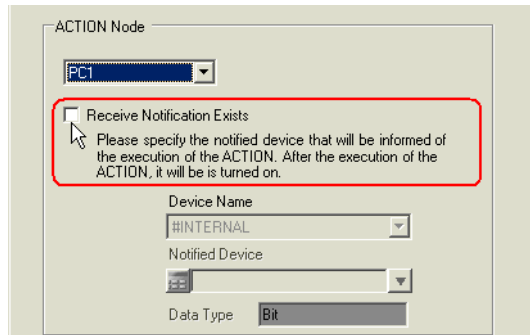 ACTION Node
PC1
Receive Notification Exists
Please specify the notified device that will be informed of
the execution of the ACTION. After the execution of the
ACTION, it will be is turned on.
Device Name
#INTERNAL
Notified Device
Data Type Bit